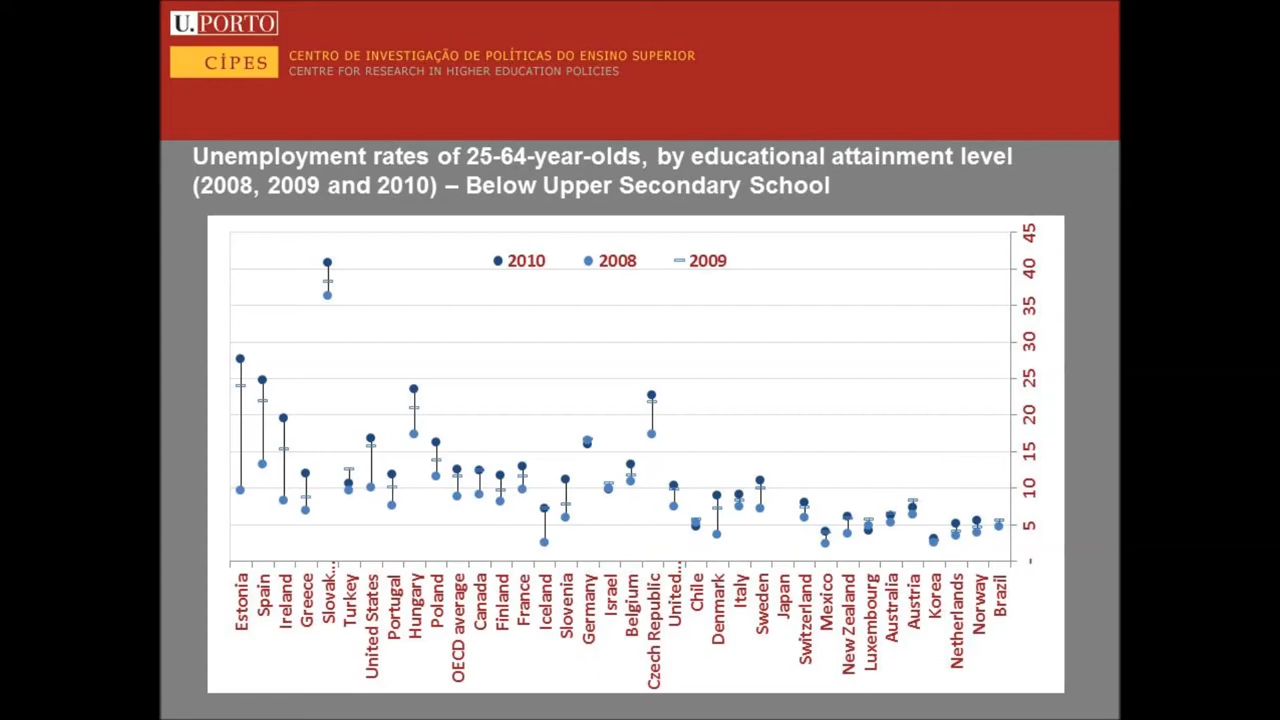 U.PORTO
CIPES
CENTRO DE INVESTIGAÇÃO DE POLÍTICAS DO ENSINO SUPERIOR
CENTRE FOR RESEARCH IN HIGHER EDUCATION POLICIES
Unemployment rates of 25-64-year-olds, by educational attainment level
(2008, 2009 and 2010) – Below Upper Secondary School
2010
2008
2009
45
40
35
30
25
20
15
10
5
-
Estonia
Spain
Ireland
Greece
Slovak...
Turkey
United States
Portugal
Hungary
Poland
OECD average
Canada
Finland
France
Iceland
Slovenia
Germany
Israel
Belgium
Czech Republic
United...
Chile
Denmark
Italy
Sweden
Japan
Switzerland
Mexico
New Zealand
Luxembourg
Australia
Austria
Korea
Netherlands
Norway
Brazil